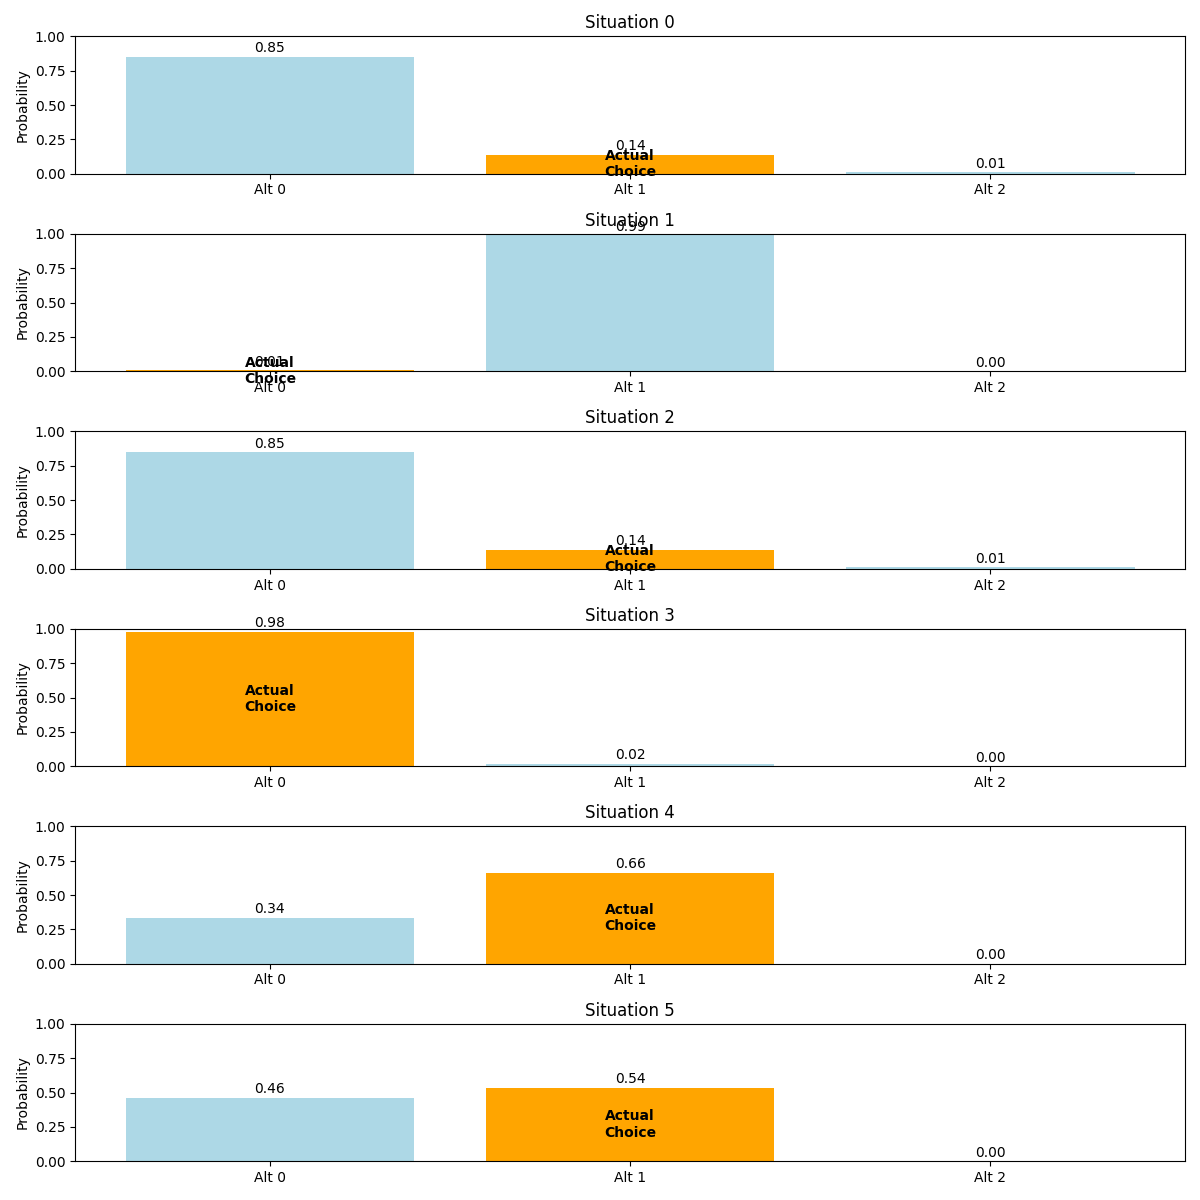 Situation 0
1.00
0.75
0.50
0.25
0.00
Probability
0.85
0.14
0.01
Actual
Choice
Alt 0
Alt 1
Alt 2
Situation 1
1.00
0.75
0.50
0.25
0.00
Probability
0.01
0.99
0.00
Actual
Choice
Alt 0
Alt 1
Alt 2
Situation 2
1.00
0.75
0.50
0.25
0.00
Probability
0.85
0.14
0.01
Actual
Choice
Alt 0
Alt 1
Alt 2
Situation 3
1.00
0.75
0.50
0.25
0.00
Probability
0.98
0.02
0.00
Actual
Choice
Alt 0
Alt 1
Alt 2
Situation 4
1.00
0.75
0.50
0.25
0.00
Probability
0.34
0.66
0.00
Actual
Choice
Alt 0
Alt 1
Alt 2
Situation 5
1.00
0.75
0.50
0.25
0.00
Probability
0.46
0.54
0.00
Actual
Choice
Alt 0
Alt 1
Alt 2